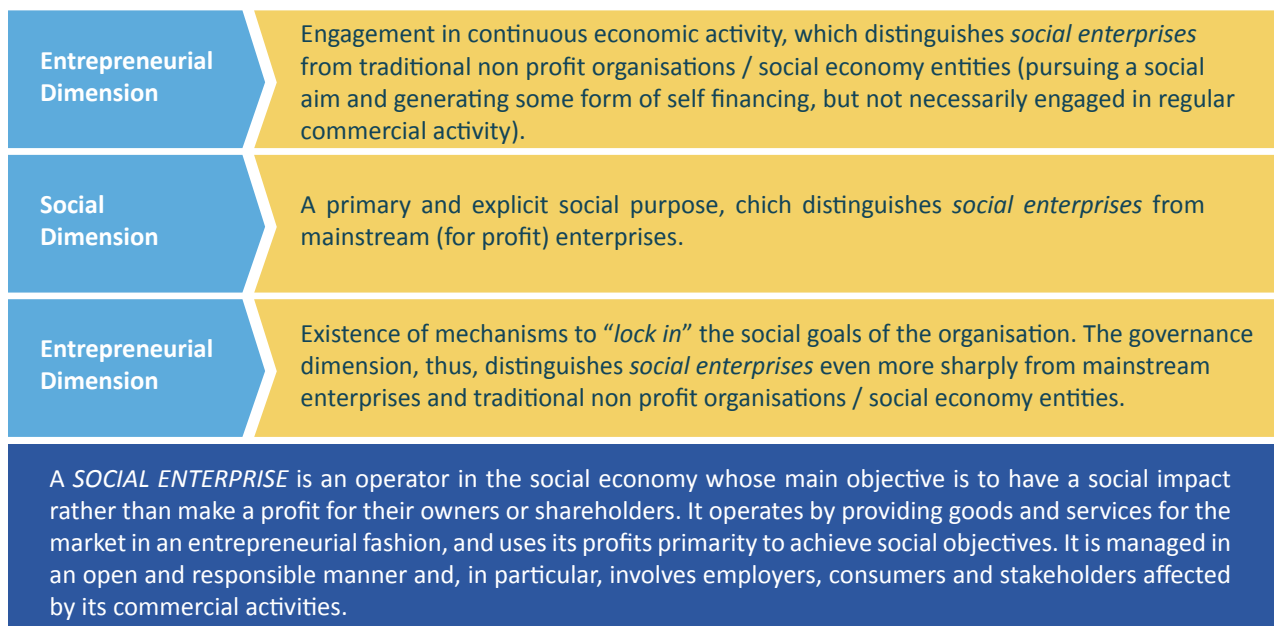 Entrepreneurial
Dimension
Engagement in continuous economic activity, which distinguishes social enterprises
from traditional non profit organisations / social economy entities (pursuing a social
aim and generating some form of self financing, but not necessarily engaged in regular
commercial activity).
Social
Dimension
A primary and explicit social purpose, chich distinguishes social enterprises from
mainstream (for profit) enterprises.
Entrepreneurial
Dimension
Existence of mechanisms to “lock in” the social goals of the organisation. The governance
dimension, thus, distinguishes social enterprises even more sharply from mainstream
enterprises and traditional non profit organisations / social economy entities.
A SOCIAL ENTERPRISE is an operator in the social economy whose main objective is to have a social impact
rather than make a profit for their owners or shareholders. It operates by providing goods and services for the
market in an entrepreneurial fashion, and uses its profits primarity to achieve social objectives. It is managed in
an open and responsible manner and, in particular, involves employers, consumers and stakeholders affected
by its commercial activities.